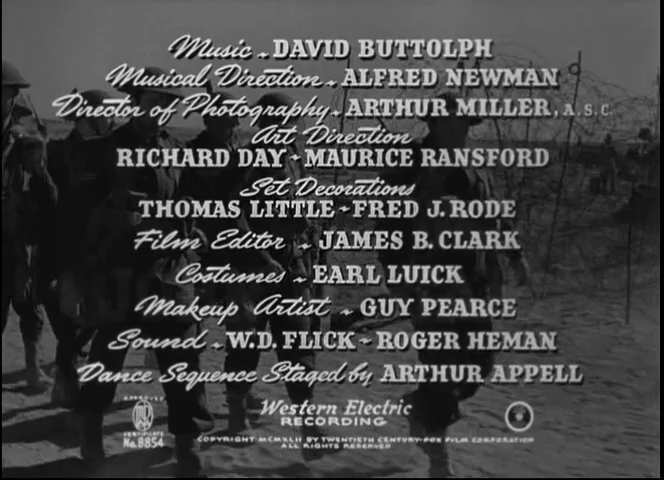 Music ~ DAVID BUTTOLPH
Musical Direction ~ ALFRED NEWMAN
Director of Photography ~ ARTHUR MILLER, A.S.C.
Art Direction
RICHARD DAY ~ MAURICE RANSFORD
Set Decorations
THOMAS LITTLE ~ FRED J. RODE
Film Editor ~ JAMES B. CLARK
Costumes ~ EARL LUICK
Makeup Artist ~ GUY PEARCE
Sound ~ W.D. FLICK ~ ROGER HEMAN
Dance Sequence Staged by ARTHUR APPELL
APPROVED
CERTIFICATE
No. 8854
Western Electric
RECORDING
COPYRIGHT MCMXLII BY TWENTIETH CENTURY-FOX FILM CORPORATION
ALL RIGHTS RESERVED